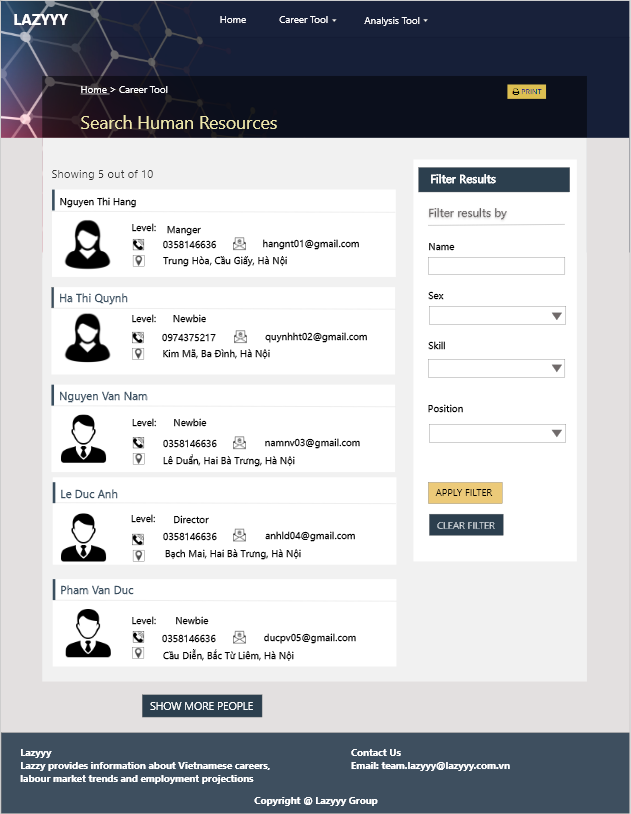 LAZYYY
Home Career Tool Analysis Tool
Home > Career Tool
PRINT
Search Human Resources
Showing 5 out of 10
Nguyen Thi Hang
Level: Manger
0358146636 hangnt01@gmail.com
Trung Hòa, Cầu Giấy, Hà Nội
Ha Thi Quynh
Level: Newbie
0974375217 quynhht02@gmail.com
Kim Mã, Ba Đình, Hà Nội
Nguyen Van Nam
Level: Newbie
0358146636 namnv03@gmail.com
Lê Duẩn, Hai Bà Trưng, Hà Nội
Le Duc Anh
Level: Director
0358146636 anhld04@gmail.com
Bạch Mai, Hai Bà Trưng, Hà Nội
Pham Van Duc
Level: Newbie
0358146636 ducpv05@gmail.com
Cầu Diễn, Bắc Từ Liêm, Hà Nội
SHOW MORE PEOPLE
Filter Results
Filter results by
Name
Sex
Skill
Position
APPLY FILTER
CLEAR FILTER
Lazyyy
Lazzy provides information about Vietnamese careers,
labour market trends and employment projections
Contact Us
Email: team.lazyyy@lazyyy.com.vn
Copyright @ Lazyyy Group